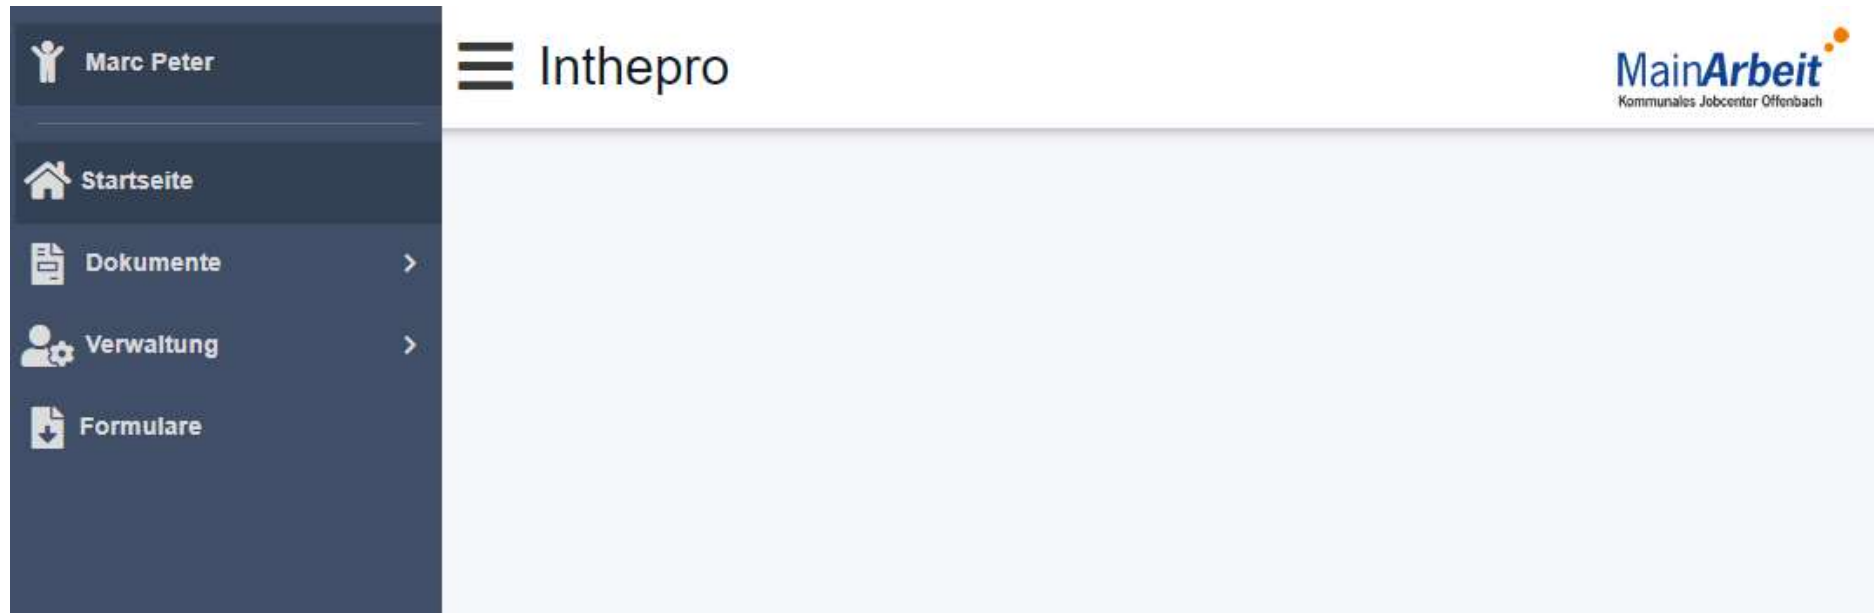 Marc Peter
Inthepro
MainArbeit
Kommunales Jobcenter Offenbach
Startseite
Dokumente
Verwaltung
Formulare